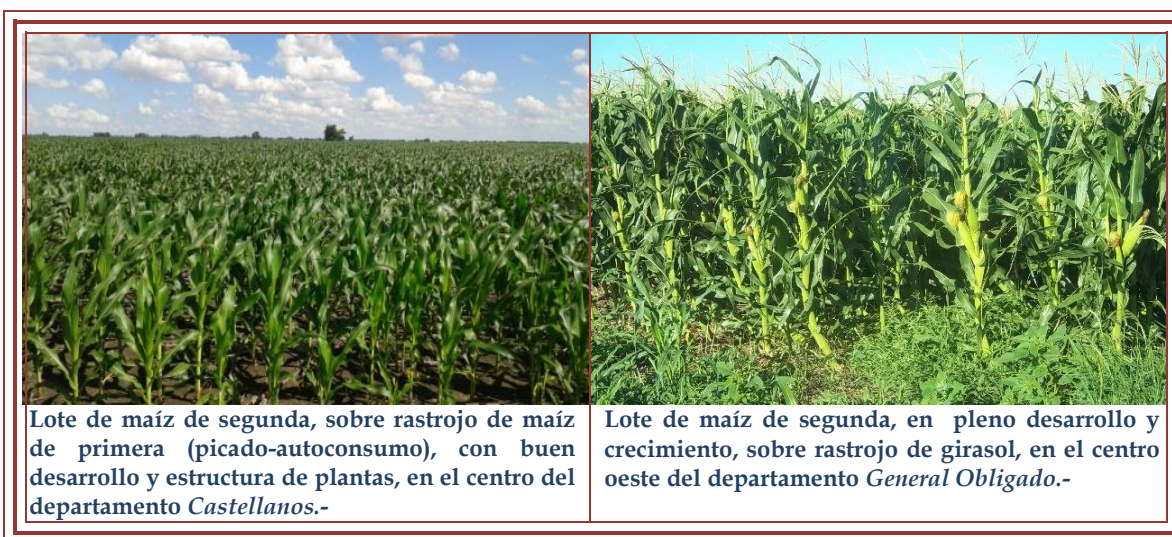 Lote de maíz de segunda, sobre rastrojo de maíz
de primera (picado-autoconsumo), con buen
desarrollo y estructura de plantas, en el centro del
departamento Castellanos.-
Lote de maíz de segunda, en pleno desarrollo y
crecimiento, sobre rastrojo de girasol, en el centro
oeste del departamento General Obligado.-